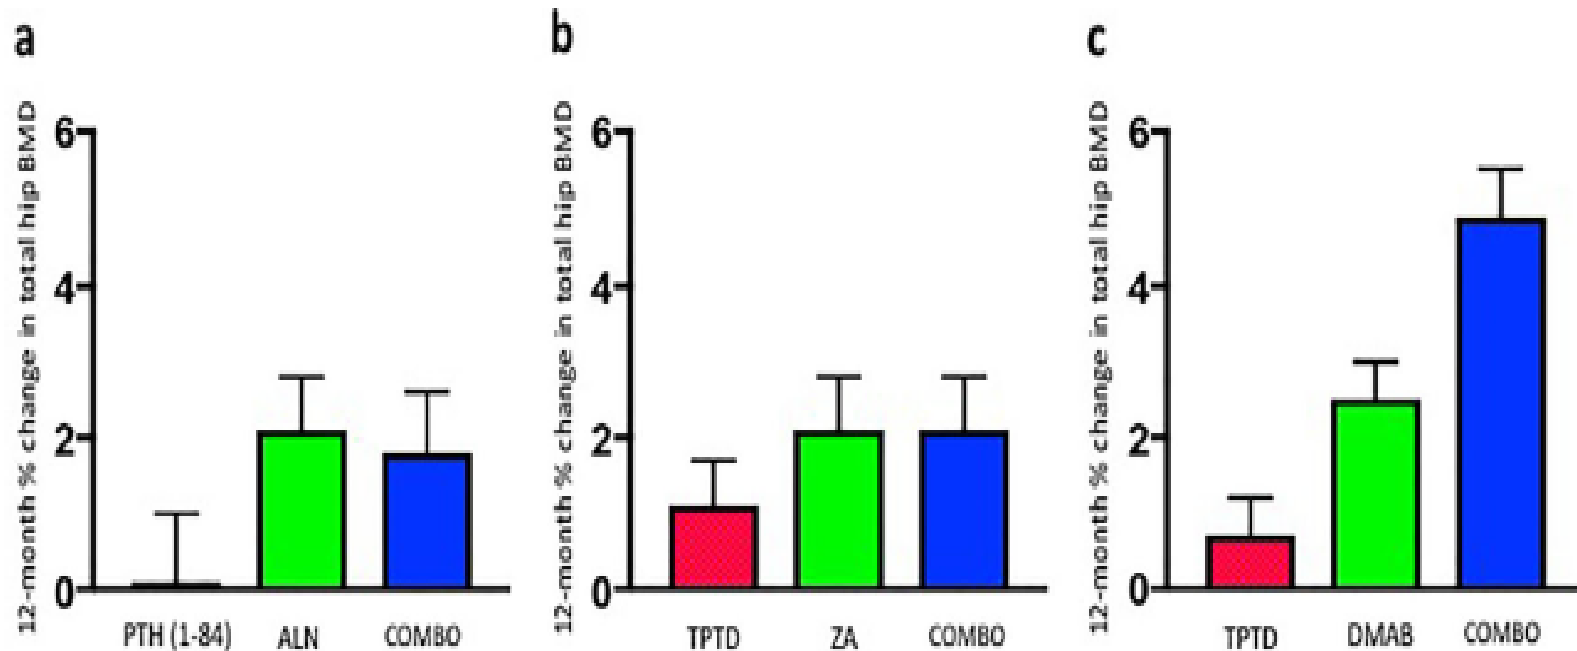 a
12-month % change in total hip BMD
6
4
2
0
PTH (1-84) ALN COMBO
b
12-month % change in total hip BMD
6
4
2
0
TPTD ZA COMBO
c
12-month % change in total hip BMD
6
4
2
0
TPTD DMAB COMBO